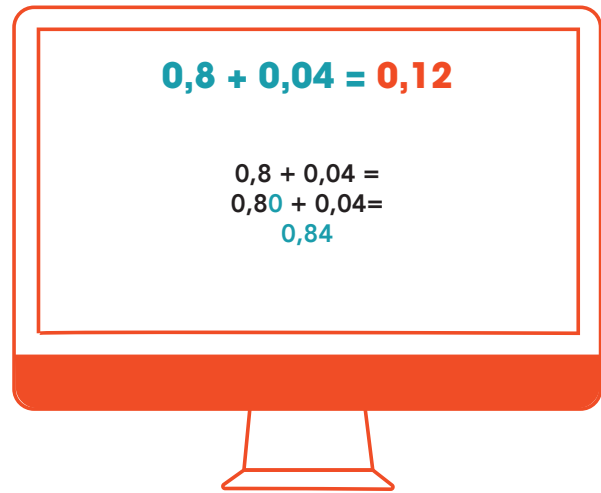 0,8 + 0,04 = 0,12
0,8 + 0,04 =
0,80 + 0,04=
0,84